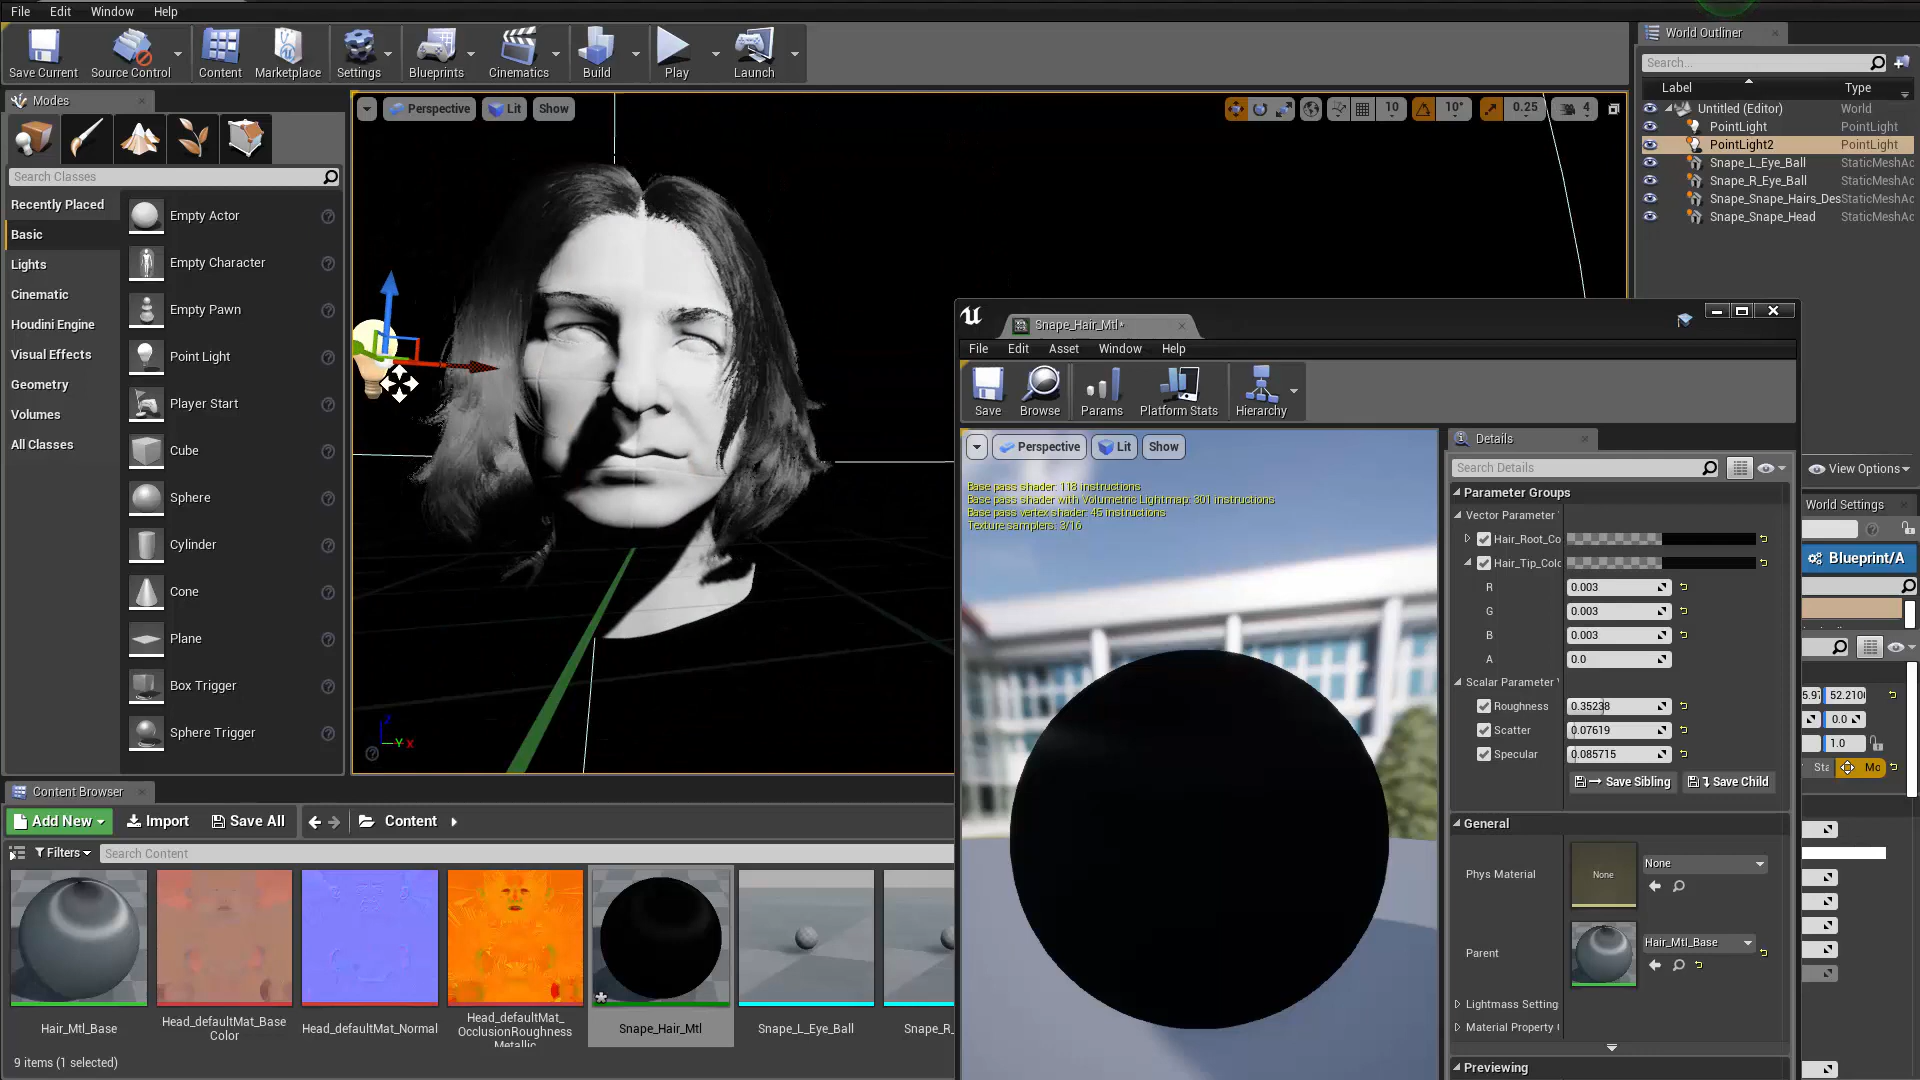 File Edit Window Help
Save Current Source Control Content Marketplace Settings Blueprints Cinematics Build Play Launch
Modes
Search Classes
Recently Placed
Basic
Lights
Cinematic
Houdini Engine
Visual Effects
Geometry
Volumes
All Classes
Empty Actor
Empty Character
Empty Pawn
Point Light
Player Start
Cube
Sphere
Cylinder
Cone
Plane
Box Trigger
Sphere Trigger
Perspective Lit Show
10 10° 0.25 4
Z
Y X
World Outliner
Search...
Label Type
Untitled (Editor) World
PointLight PointLight
PointLight2 PointLight
Snape_L_Eye_Ball StaticMeshAc
Snape_R_Eye_Ball StaticMeshAc
Snape_Snape_Hairs_Des StaticMeshAc
Snape_Snape_Head StaticMeshAc
View Options
World Settings
Blueprint/A
5.97 52.210
0.0
1.0
Sta Mo
Snape_Hair_Mtl*
File Edit Asset Window Help
Save Browse Params Platform Stats Hierarchy
Perspective Lit Show
Base pass shader: 118 instructions
Base pass shader with Volumetric Lightmap: 301 instructions
Base pass vertex shader: 45 instructions
Texture samplers: 3/16
Details
Search Details
Parameter Groups
Vector Parameter
Hair_Root_Co
Hair_Tip_Colo
R 0.003
G 0.003
B 0.003
A 0.0
Scalar Parameter
Roughness 0.35238
Scatter 0.07619
Specular 0.085715
Save Sibling Save Child
General
Phys Material None None
Parent Hair_Mtl_Base
Lightmass Setting
Material Property
Previewing
Content Browser
Add New Import Save All Content
Filters Search Content
Hair_Mtl_Base
Head_defaultMat_Base
Color
Head_defaultMat_Normal
Head_defaultMat_
OcclusionRoughness
Metallic
Snape_Hair_Mtl
Snape_L_Eye_Ball
Snape_R_
9 items (1 selected)